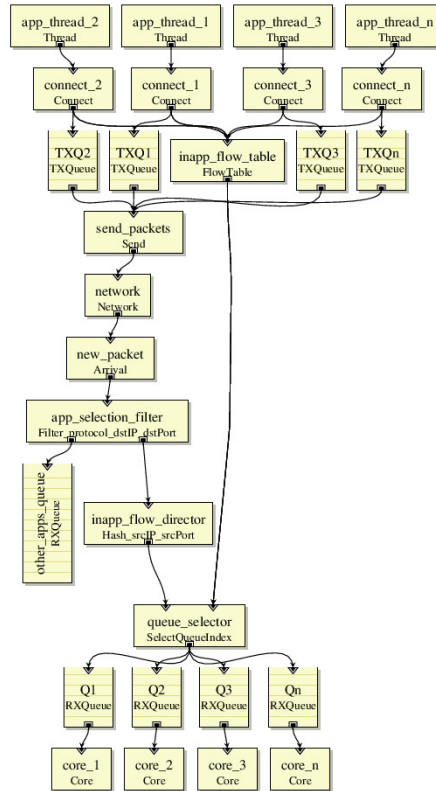 app_thread_2
Thread
app_thread_1
Thread
app_thread_3
Thread
app_thread_n
Thread
connect_2
Connect
connect_1
Connect
connect_3
Connect
connect_n
Connect
TXQ2
TXQueue
TXQ1
TXQueue
inapp_flow_table
FlowTable
TXQ3
TXQueue
TXQn
TXQueue
send_packets
Send
network
Network
new_packet
Arrival
app_selection_filter
Filter_protocol_dstIP_dstPort
other_apps_queue
RXQueue
inapp_flow_director
Hash_srcIP_srcPort
queue_selector
SelectQueueIndex
Q1
RXQueue
Q2
RXQueue
Q3
RXQueue
Qn
RXQueue
core_1
Core
core_2
Core
core_3
Core
core_n
Core